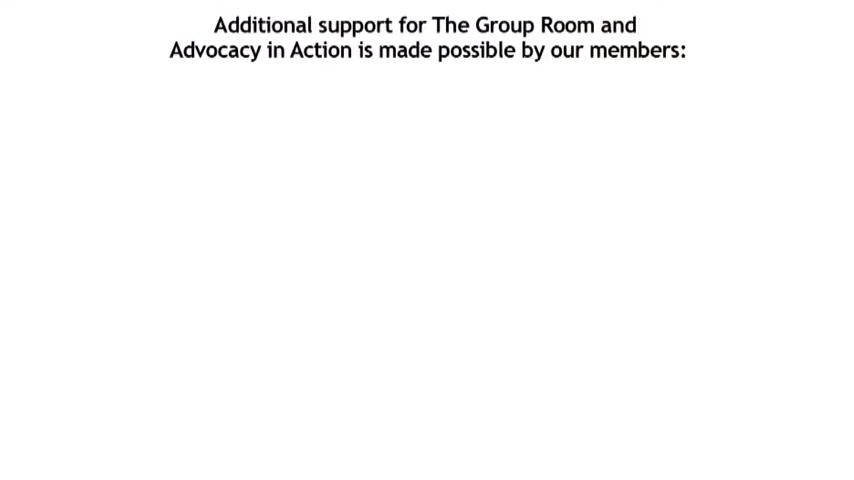 Additional support for The Group Room and
Advocacy in Action is made possible by our members: